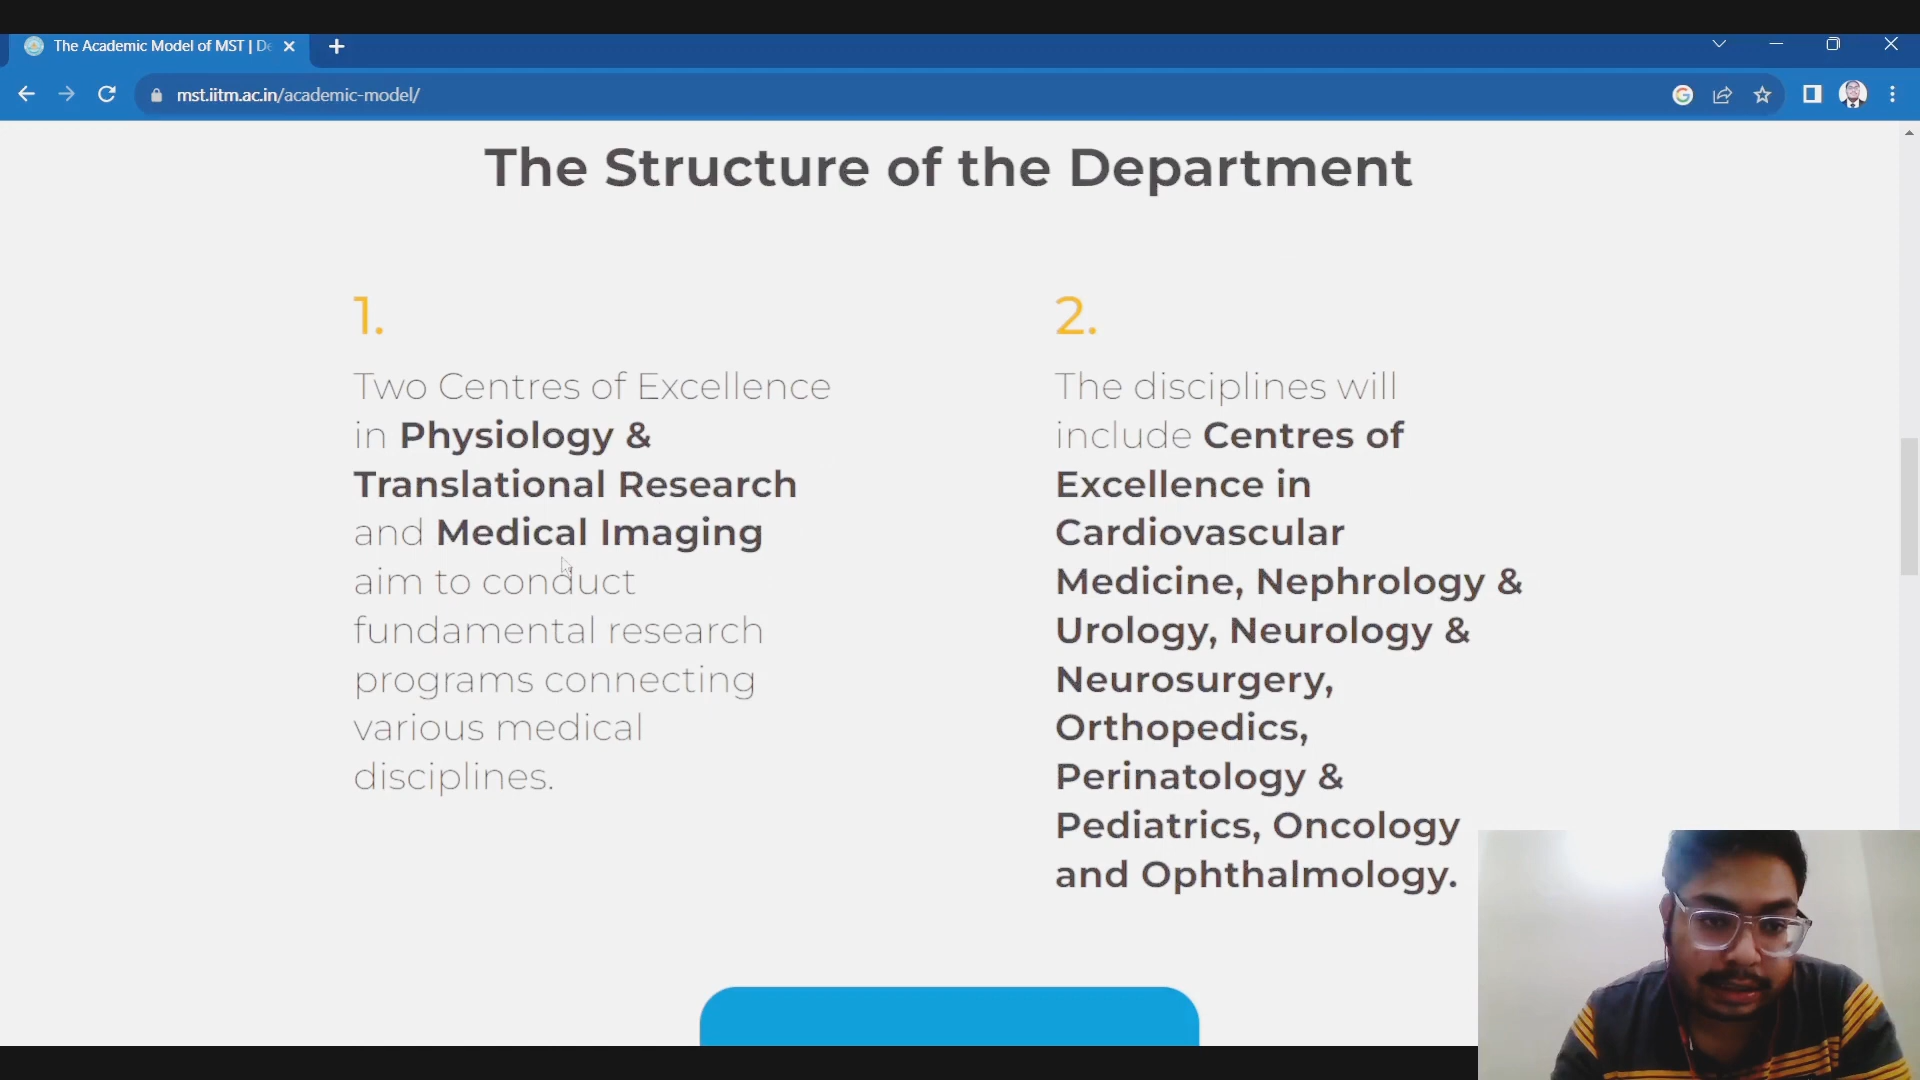 The Academic Model of MST | De
mst.iitm.ac.in/academic-model/
The Structure of the Department
1.
Two Centres of Excellence
in Physiology &
Translational Research
and Medical Imaging
aim to conduct
fundamental research
programs connecting
various medical
disciplines.
2.
The disciplines will
include Centres of
Excellence in
Cardiovascular
Medicine, Nephrology &
Urology, Neurology &
Neurosurgery,
Orthopedics,
Perinatology &
Pediatrics, Oncology
and Ophthalmology.